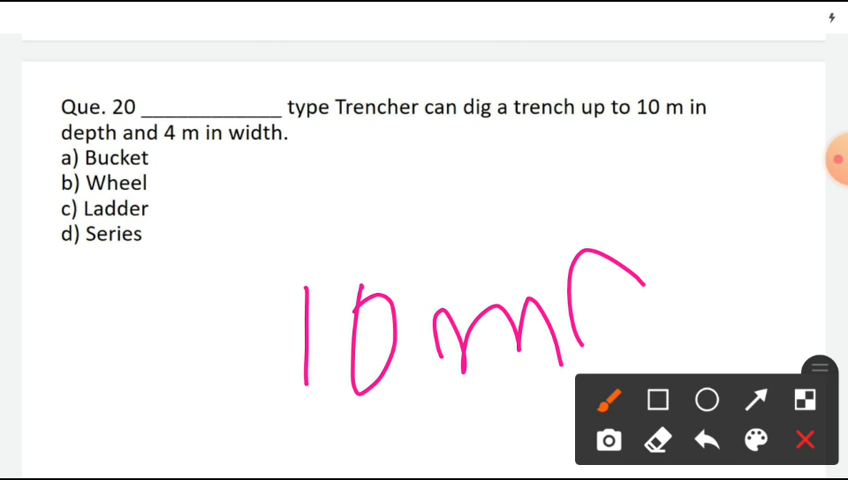 Que. 20 _____________ type Trencher can dig a trench up to 10 m in
depth and 4 m in width.
a) Bucket
b) Wheel
c) Ladder
d) Series
10 m